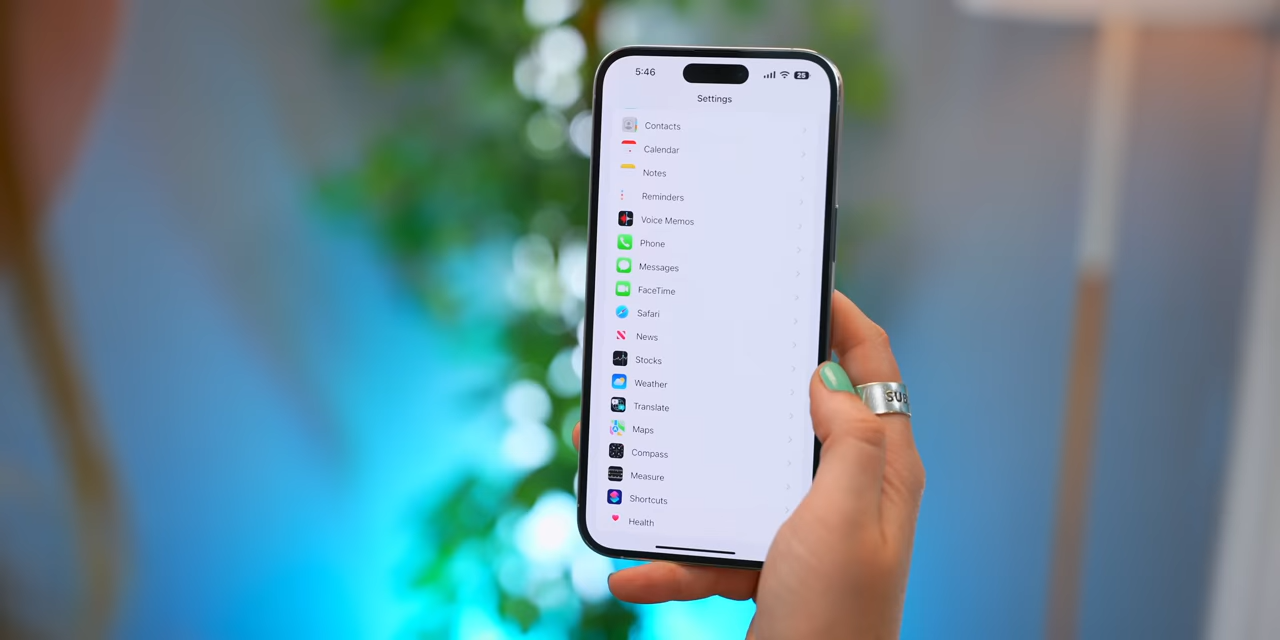 5:46 25
Settings
Contacts
Calendar
Notes
Reminders
Voice Memos
Phone
Messages
FaceTime
Safari
News
Stocks
Weather
Translate
Maps
Compass
Measure
Shortcuts
Health